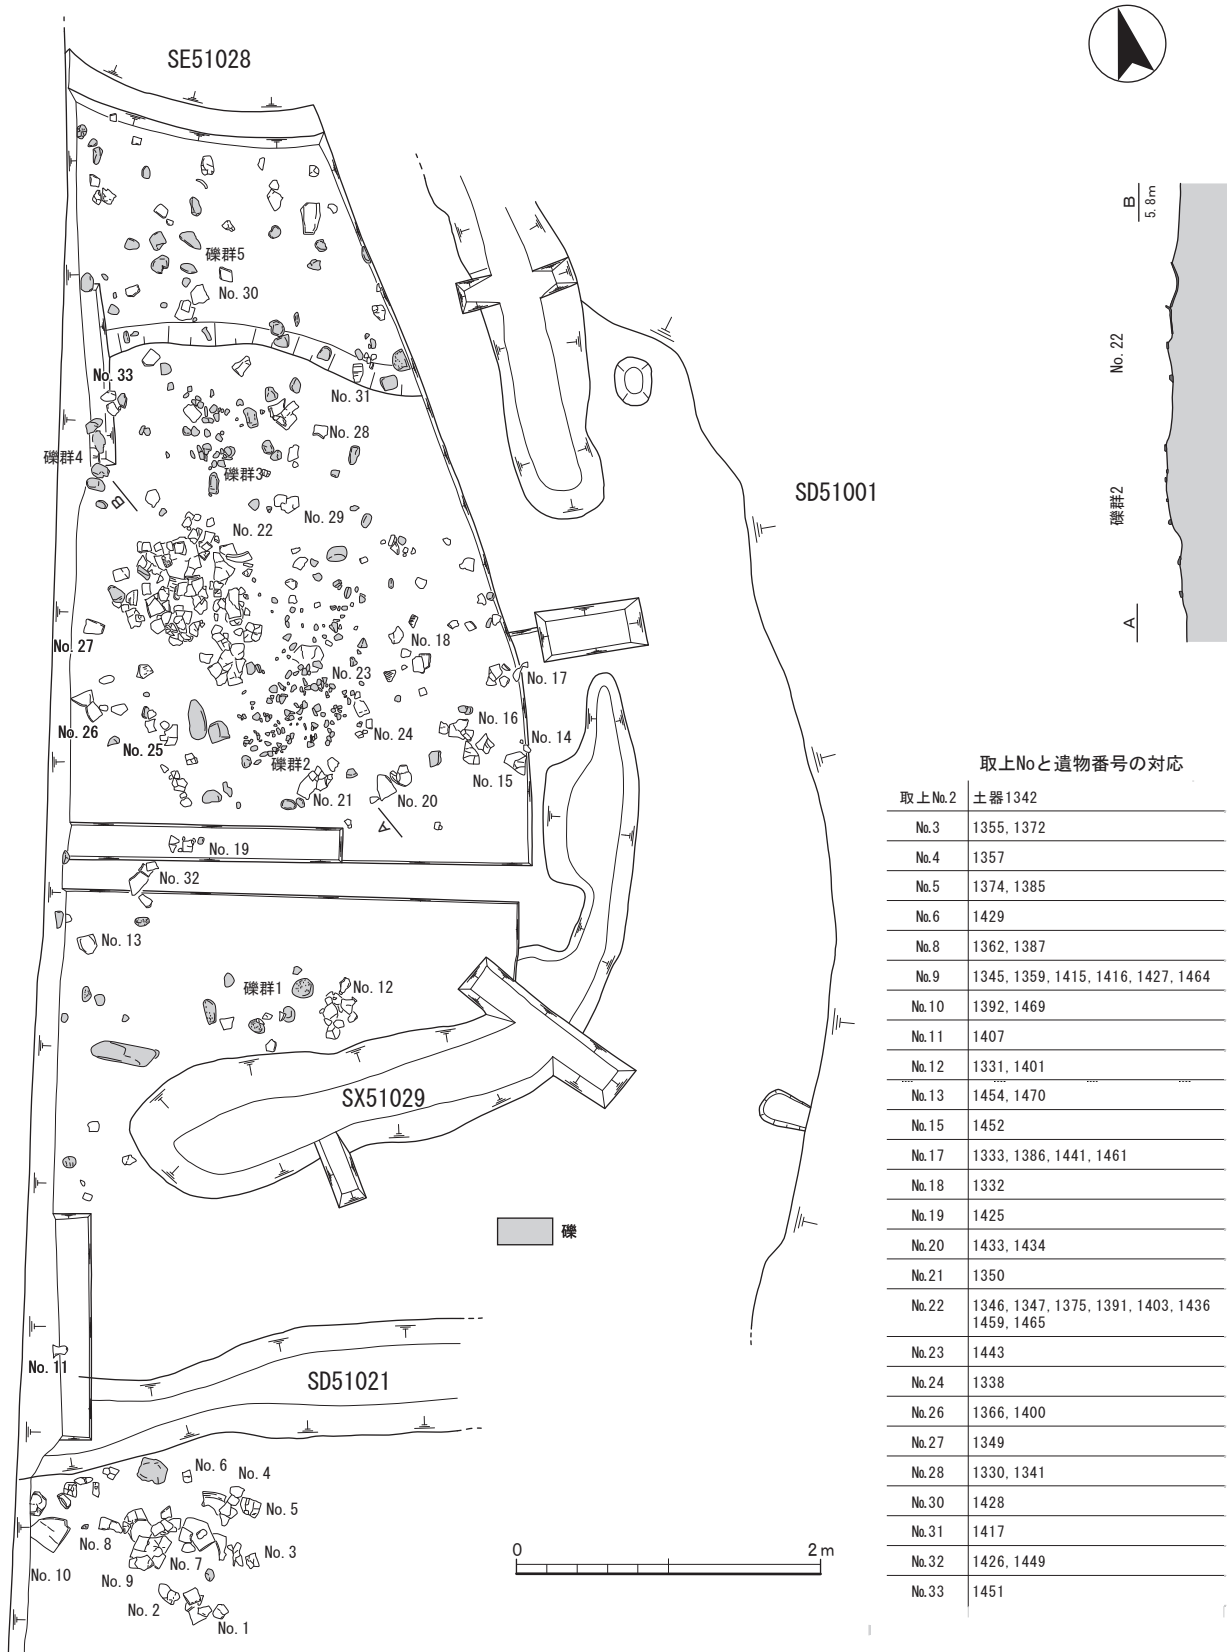 SE51028
礫群5
No. 30
No. 33
No. 31
No. 28
礫群4
礫群3
B
No. 29
No. 22
SD51001
No. 18
No. 27
No. 23
No. 17
No. 16
No. 26
No. 25
No. 24
No. 14
礫群2
No. 15
No. 21
No. 20
A
No. 19
No. 32
No. 13
礫群1
No. 12
SX51029
礫
No. 11
SD51021
No. 6
No. 4
No. 5
No. 8
No. 3
No. 7
No. 10
No. 9
No. 2
No. 1
0
2m
B
5.8m
No. 22
礫群2
A
取上Noと遺物番号の対応
取上No.2 土器1342
No.3 1355, 1372
No.4 1357
No.5 1374, 1385
No.6 1429
No.8 1362, 1387
No.9 1345, 1359, 1415, 1416, 1427, 1464
No.10 1392, 1469
No.11 1407
No.12 1331, 1401
No.13 1454, 1470
No.15 1452
No.17 1333, 1386, 1441, 1461
No.18 1332
No.19 1425
No.20 1433, 1434
No.21 1350
No.22 1346, 1347, 1375, 1391, 1403, 1436
1459, 1465
No.23 1443
No.24 1338
No.26 1366, 1400
No.27 1349
No.28 1330, 1341
No.30 1428
No.31 1417
No.32 1426, 1449
No.33 1451